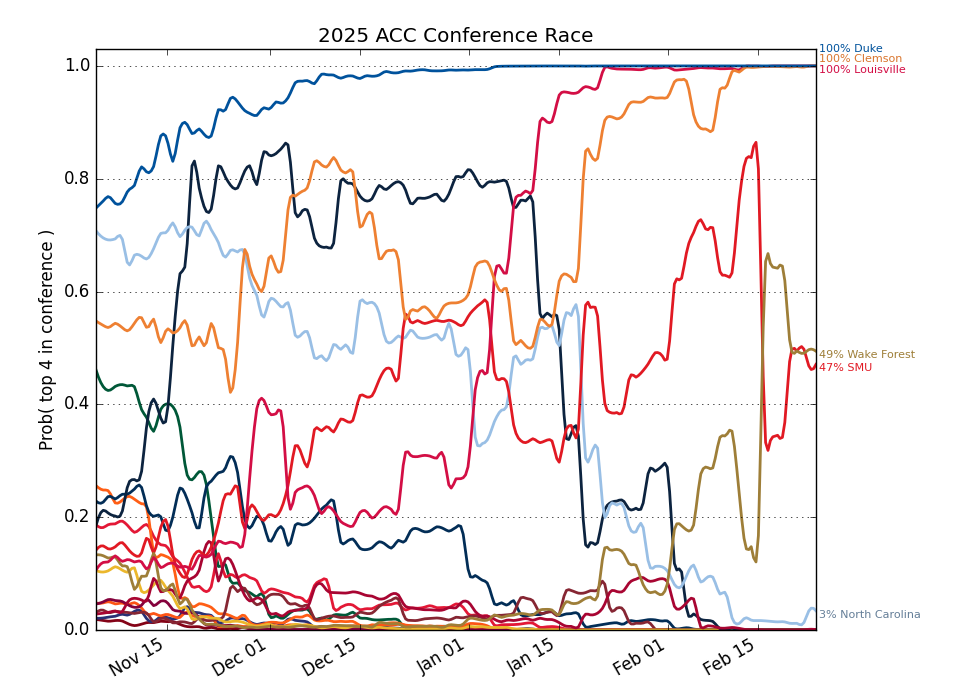 2025 ACC Conference Race
Prob( top 4 in conference )
1.0
0.8
0.6
0.4
0.2
0.0
Nov 15
Dec 01
Dec 15
Jan 01
Jan 15
Feb 01
Feb 15
100% Duke
100% Clemson
100% Louisville
49% Wake Forest
47% SMU
3% North Carolina